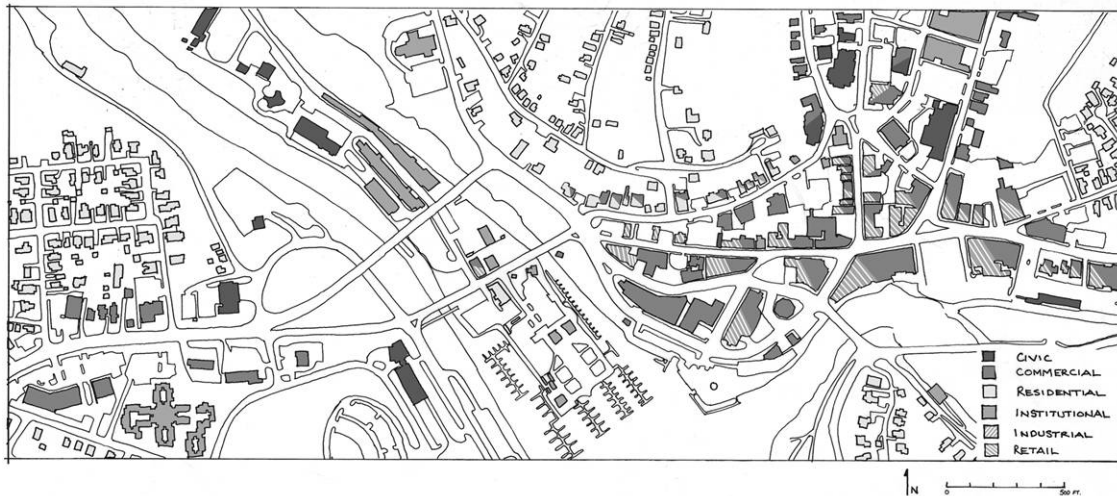 CIVIC
COMMERCIAL
RESIDENTIAL
INSTITUTIONAL
INDUSTRIAL
RETAIL
N
0 500 FT.